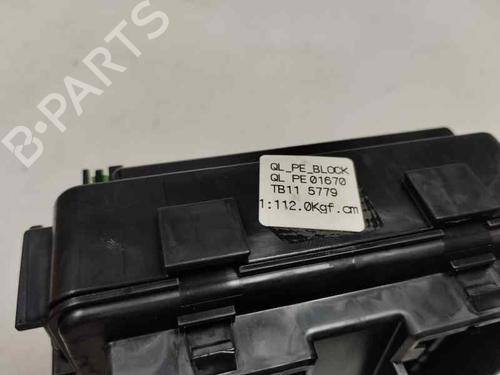 B-PARTS
QL_PE_BLOCK
QL PE 01670
TB11 5779
1:112.0Kgf.cm